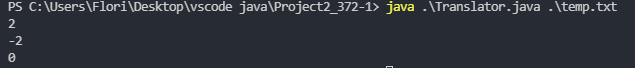 PS C:\Users\Flori\Desktop\vscode java\Project2_372-1> java .\Translator.java .\temp.txt
2
-2
0